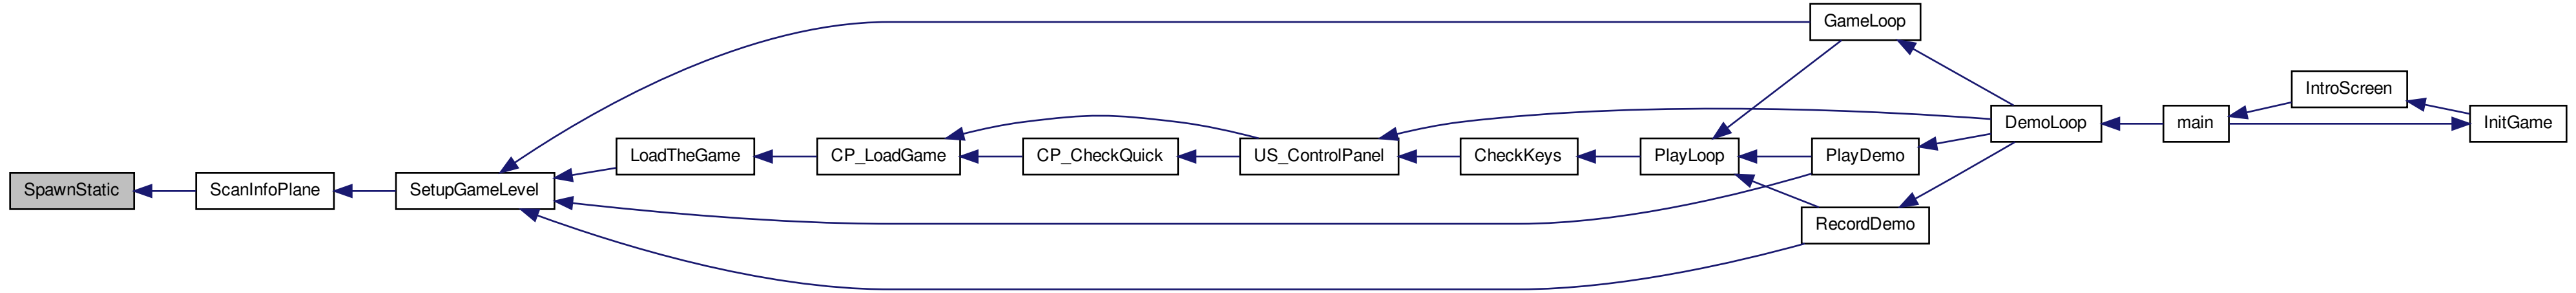 GameLoop
IntroScreen
DemoLoop
main
InitGame
LoadTheGame
CP_LoadGame
CP_CheckQuick
US_ControlPanel
CheckKeys
PlayLoop
PlayDemo
SpawnStatic
ScanInfoPlane
SetupGameLevel
RecordDemo